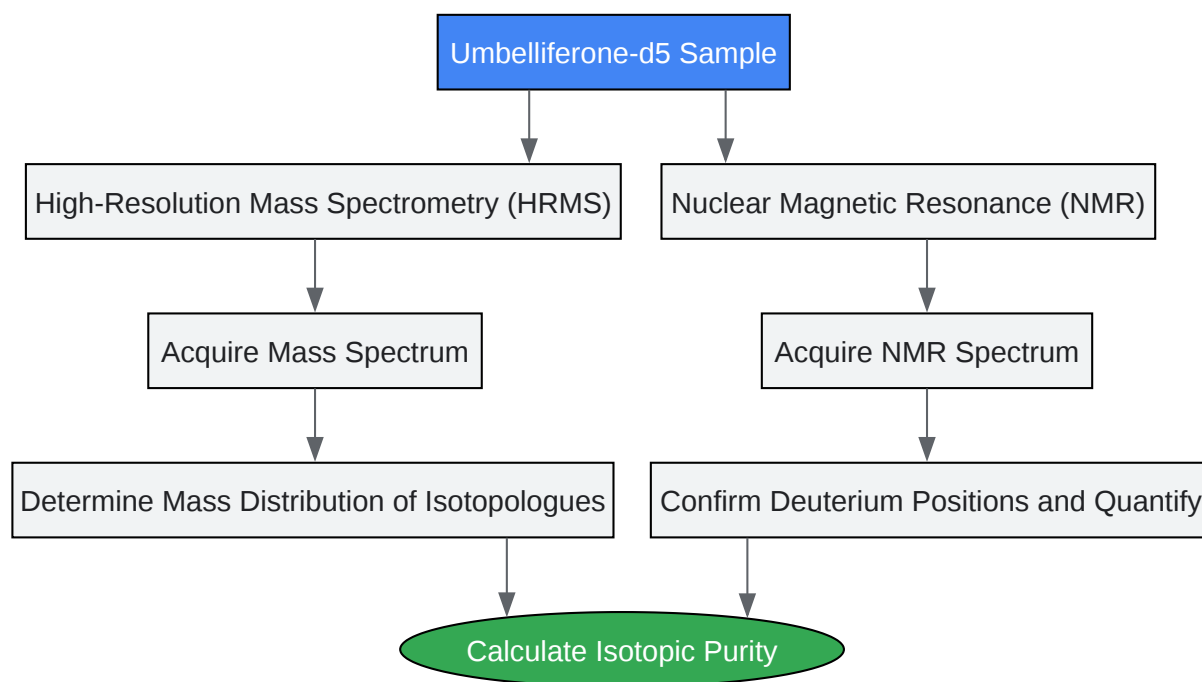 Umbelliferone-d5 Sample
High-Resolution Mass Spectrometry (HRMS)
Nuclear Magnetic Resonance (NMR)
Acquire Mass Spectrum
Acquire NMR Spectrum
Determine Mass Distribution of Isotopologues
Confirm Deuterium Positions and Quantify
Calculate Isotopic Purity